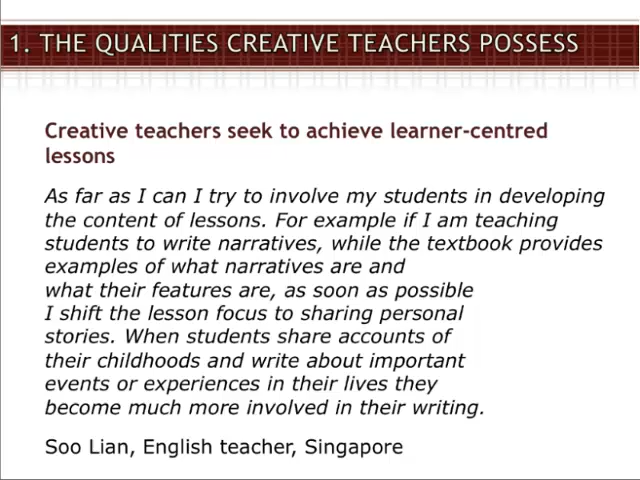 1. THE QUALITIES CREATIVE TEACHERS POSSESS
Creative teachers seek to achieve learner-centred
lessons
As far as I can I try to involve my students in developing
the content of lessons. For example if I am teaching
students to write narratives, while the textbook provides
examples of what narratives are and
what their features are, as soon as possible
I shift the lesson focus to sharing personal
stories. When students share accounts of
their childhoods and write about important
events or experiences in their lives they
become much more involved in their writing.
Soo Lian, English teacher, Singapore